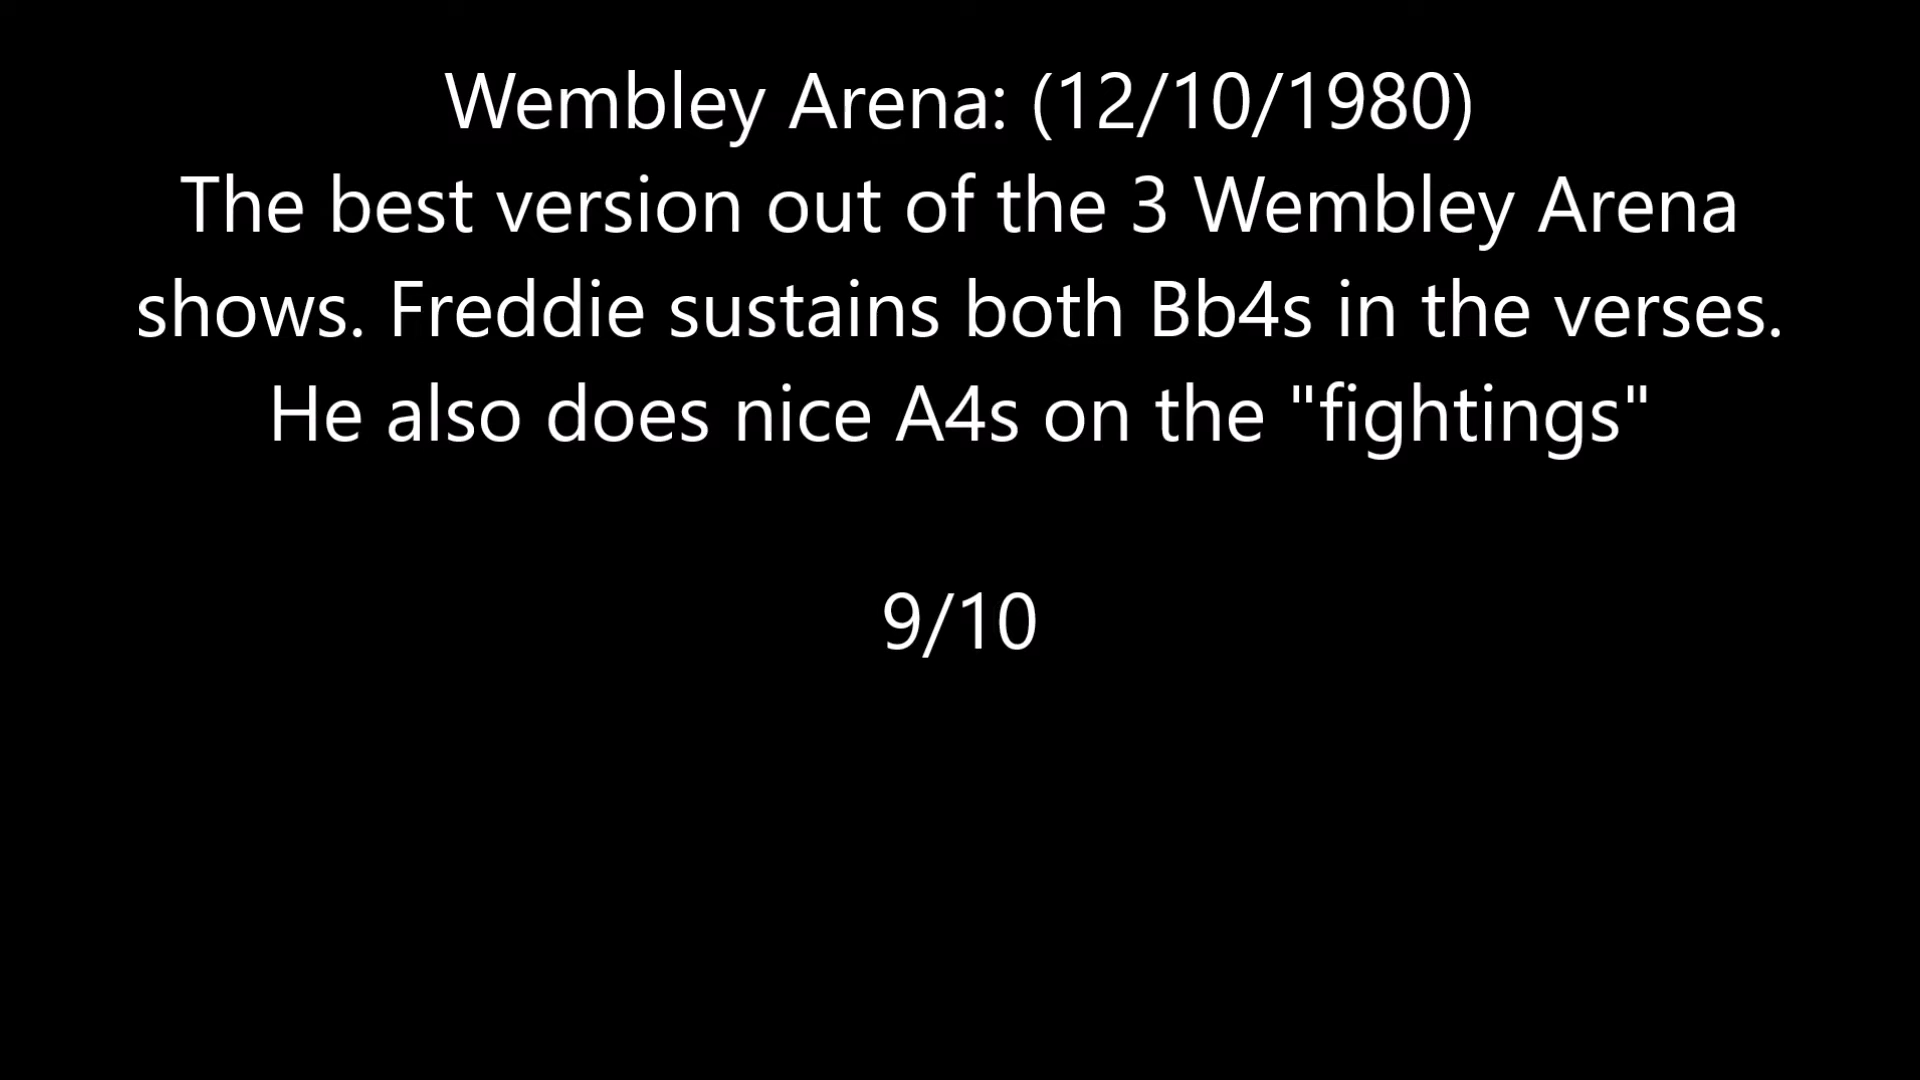 Wembley Arena: (12/10/1980)
The best version out of the 3 Wembley Arena
shows. Freddie sustains both Bb4s in the verses.
He also does nice A4s on the "fightings"
9/10